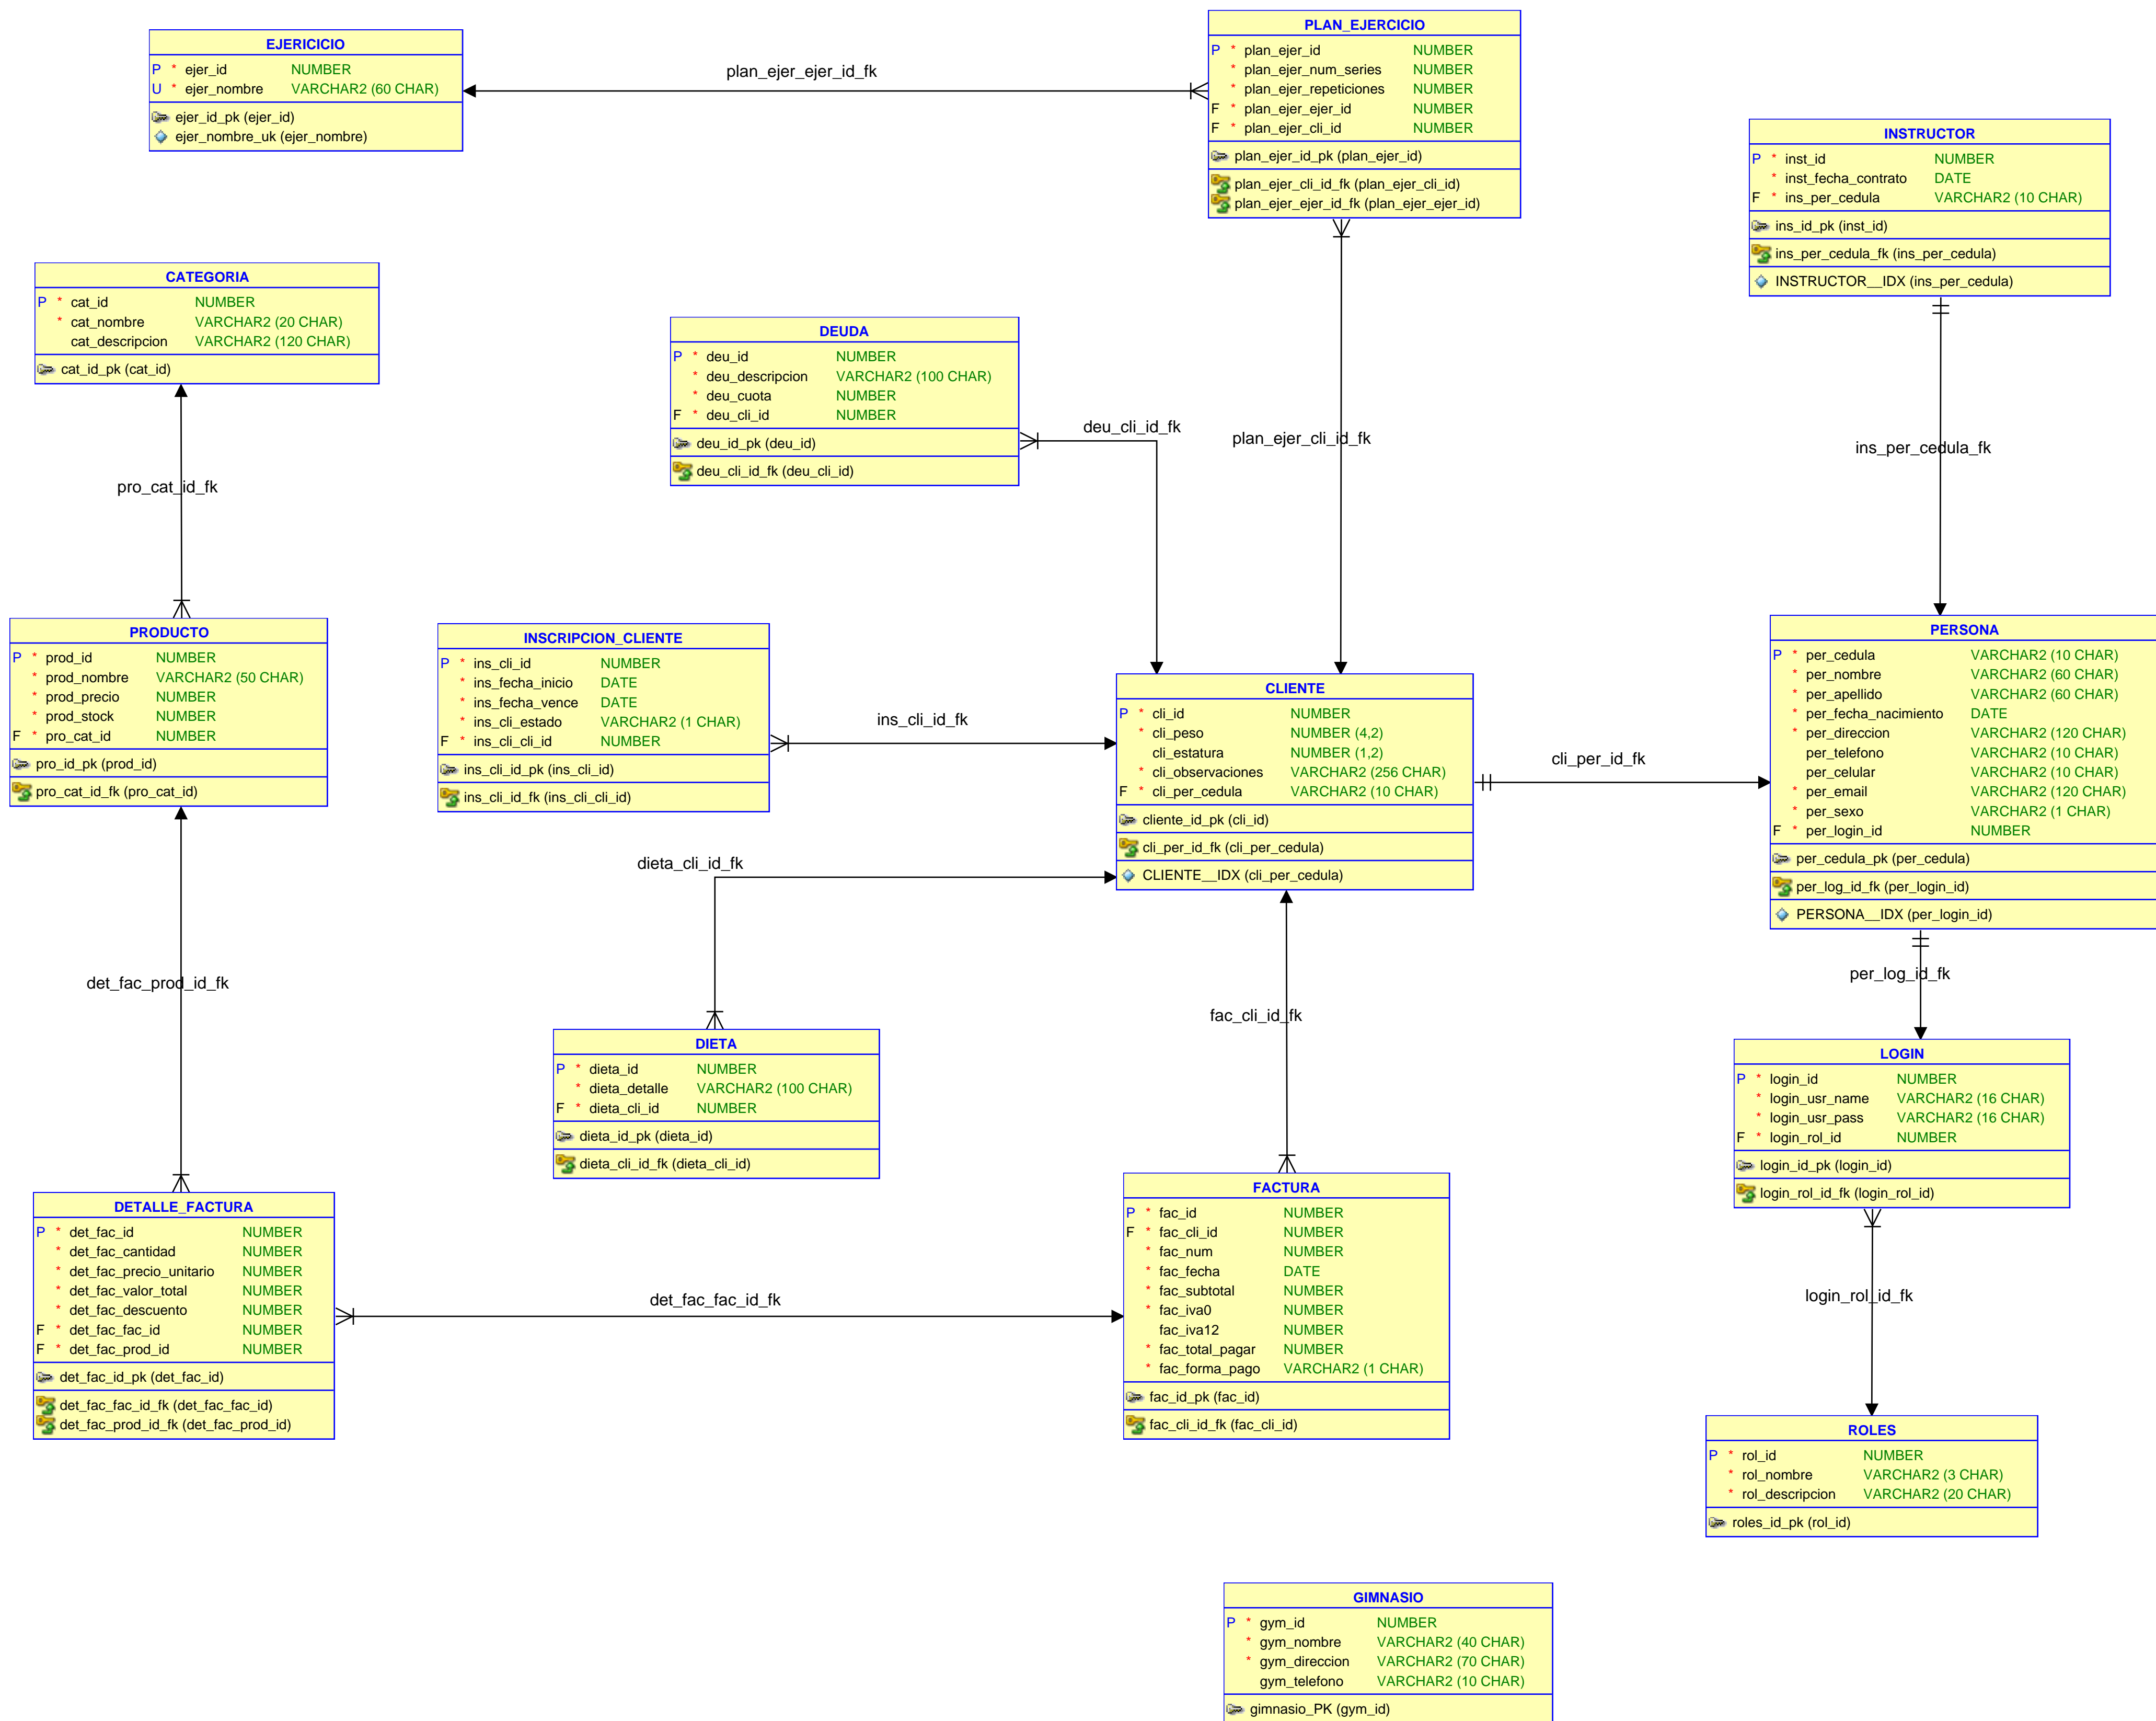 EJERICICIO
P * ejer_id NUMBER
U * ejer_nombre VARCHAR2 (60 CHAR)
ejer_id_pk (ejer_id)
ejer_nombre_uk (ejer_nombre)
plan_ejer_ejer_id_fk
PLAN_EJERCICIO
P * plan_ejer_id NUMBER
* plan_ejer_num_series NUMBER
* plan_ejer_repeticiones NUMBER
F * plan_ejer_ejer_id NUMBER
F * plan_ejer_cli_id NUMBER
plan_ejer_id_pk (plan_ejer_id)
plan_ejer_cli_id_fk (plan_ejer_cli_id)
plan_ejer_ejer_id_fk (plan_ejer_ejer_id)
INSTRUCTOR
P * inst_id NUMBER
* inst_fecha_contrato DATE
F * ins_per_cedula VARCHAR2 (10 CHAR)
ins_id_pk (inst_id)
ins_per_cedula_fk (ins_per_cedula)
INSTRUCTOR__IDX (ins_per_cedula)
CATEGORIA
P * cat_id NUMBER
* cat_nombre VARCHAR2 (20 CHAR)
cat_descripcion VARCHAR2 (120 CHAR)
cat_id_pk (cat_id)
DEUDA
P * deu_id NUMBER
* deu_descripcion VARCHAR2 (100 CHAR)
* deu_cuota NUMBER
F * deu_cli_id NUMBER
deu_id_pk (deu_id)
deu_cli_id_fk (deu_cli_id)
deu_cli_id_fk
plan_ejer_cli_id_fk
ins_per_cedula_fk
pro_cat_id_fk
PRODUCTO
P * prod_id NUMBER
* prod_nombre VARCHAR2 (50 CHAR)
* prod_precio NUMBER
* prod_stock NUMBER
F * pro_cat_id NUMBER
pro_id_pk (prod_id)
pro_cat_id_fk (pro_cat_id)
INSCRIPCION_CLIENTE
P * ins_cli_id NUMBER
* ins_fecha_inicio DATE
* ins_fecha_vence DATE
* ins_cli_estado VARCHAR2 (1 CHAR)
F * ins_cli_cli_id NUMBER
ins_cli_id_pk (ins_cli_id)
ins_cli_id_fk (ins_cli_cli_id)
ins_cli_id_fk
CLIENTE
P * cli_id NUMBER
* cli_peso NUMBER (4,2)
cli_estatura NUMBER (1,2)
* cli_observaciones VARCHAR2 (256 CHAR)
F * cli_per_cedula VARCHAR2 (10 CHAR)
cliente_id_pk (cli_id)
cli_per_id_fk (cli_per_cedula)
CLIENTE__IDX (cli_per_cedula)
cli_per_id_fk
PERSONA
P * per_cedula VARCHAR2 (10 CHAR)
* per_nombre VARCHAR2 (60 CHAR)
* per_apellido VARCHAR2 (60 CHAR)
* per_fecha_nacimiento DATE
* per_direccion VARCHAR2 (120 CHAR)
per_telefono VARCHAR2 (10 CHAR)
per_celular VARCHAR2 (10 CHAR)
* per_email VARCHAR2 (120 CHAR)
* per_sexo VARCHAR2 (1 CHAR)
F * per_login_id NUMBER
per_cedula_pk (per_cedula)
per_log_id_fk (per_login_id)
PERSONA__IDX (per_login_id)
dieta_cli_id_fk
det_fac_prod_id_fk
fac_cli_id_fk
per_log_id_fk
DIETA
P * dieta_id NUMBER
* dieta_detalle VARCHAR2 (100 CHAR)
F * dieta_cli_id NUMBER
dieta_id_pk (dieta_id)
dieta_cli_id_fk (dieta_cli_id)
LOGIN
P * login_id NUMBER
* login_usr_name VARCHAR2 (16 CHAR)
* login_usr_pass VARCHAR2 (16 CHAR)
F * login_rol_id NUMBER
login_id_pk (login_id)
login_rol_id_fk (login_rol_id)
DETALLE_FACTURA
P * det_fac_id NUMBER
* det_fac_cantidad NUMBER
* det_fac_precio_unitario NUMBER
* det_fac_valor_total NUMBER
* det_fac_descuento NUMBER
F * det_fac_fac_id NUMBER
F * det_fac_prod_id NUMBER
det_fac_id_pk (det_fac_id)
det_fac_fac_id_fk (det_fac_fac_id)
det_fac_prod_id_fk (det_fac_prod_id)
det_fac_fac_id_fk
FACTURA
P * fac_id NUMBER
F * fac_cli_id NUMBER
* fac_num NUMBER
* fac_fecha DATE
* fac_subtotal NUMBER
* fac_iva0 NUMBER
fac_iva12 NUMBER
* fac_total_pagar NUMBER
* fac_forma_pago VARCHAR2 (1 CHAR)
fac_id_pk (fac_id)
fac_cli_id_fk (fac_cli_id)
login_rol_id_fk
ROLES
P * rol_id NUMBER
* rol_nombre VARCHAR2 (3 CHAR)
* rol_descripcion VARCHAR2 (20 CHAR)
roles_id_pk (rol_id)
GIMNASIO
P * gym_id NUMBER
* gym_nombre VARCHAR2 (40 CHAR)
* gym_direccion VARCHAR2 (70 CHAR)
gym_telefono VARCHAR2 (10 CHAR)
gimnasio_PK (gym_id)